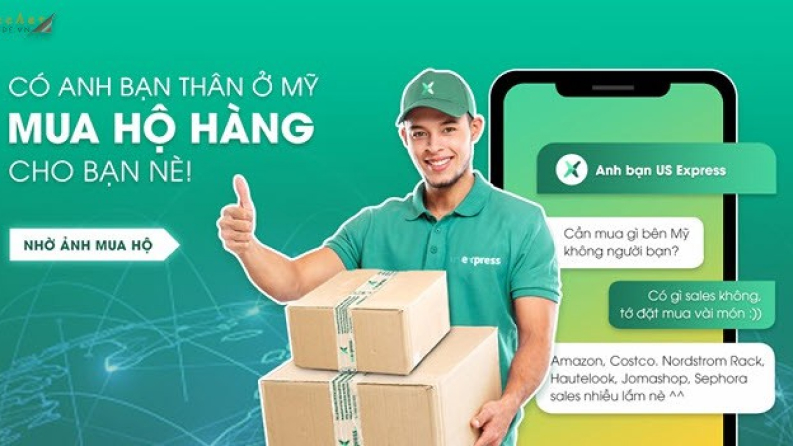 CÓ ANH BẠN THÂN Ở MỸ
MUA HỘ HÀNG
CHO BẠN NÈ!
NHỜ ẢNH MUA HỘ
express
Anh bạn US Express
Cần mua gì bên Mỹ
không người bạn?
Có gì sales không,
tớ đặt mua vài món :))
Amazon, Costco. Nordstrom Rack,
Hautelook, Jomashop, Sephora
sales nhiều lắm nè ^^